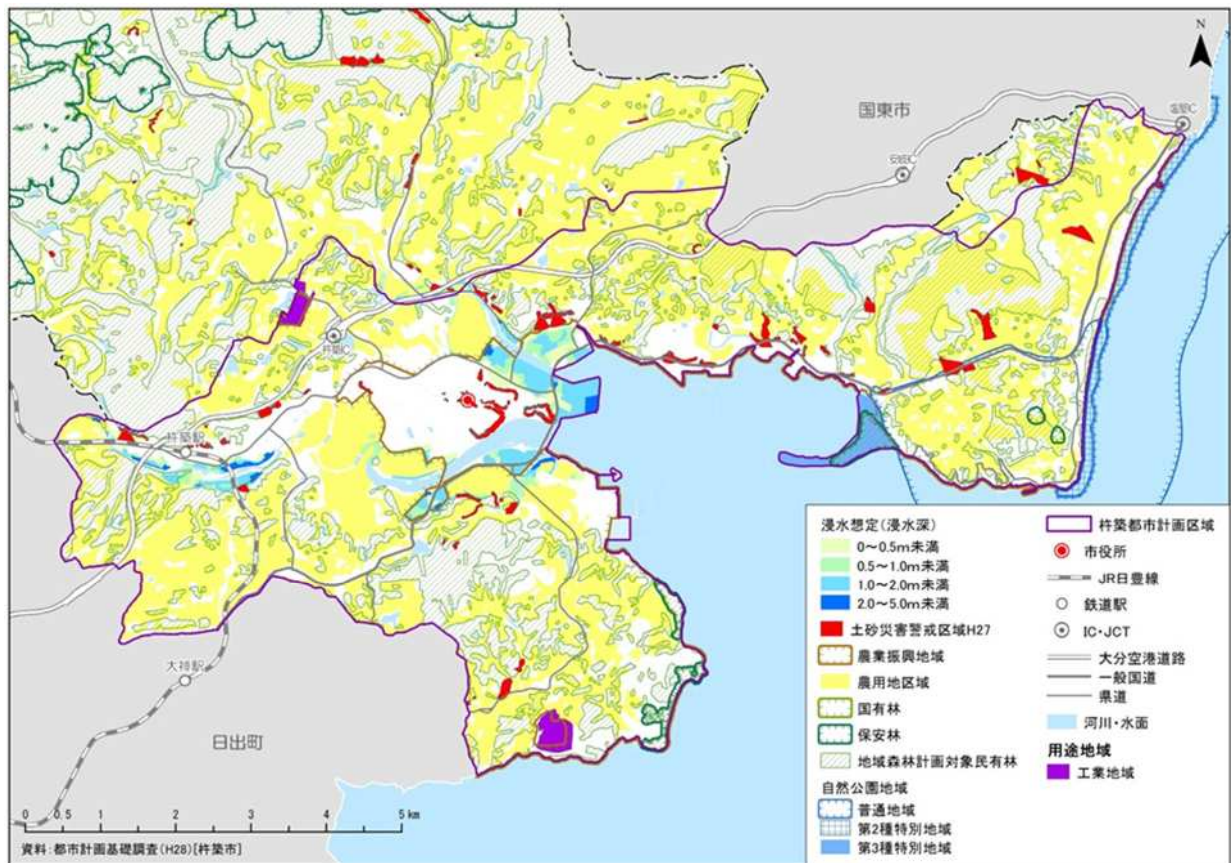 N
国東市
塩屋IC
安岐IC
杵築IC
杵築駅
大神駅
日出町
浸水想定(浸水深)
0～0.5m未満
0.5～1.0m未満
1.0～2.0m未満
2.0～5.0m未満
土砂災害警戒区域H27
農業振興地域
農用地区域
国有林
保安林
地域森林計画対象民有林
自然公園地域
普通地域
第2種特別地域
第3種特別地域
杵築都市計画区域
市役所
JR日豊線
鉄道駅
IC・JCT
大分空港道路
一般国道
県道
河川・水面
用途地域
工業地域
0 0.5 1 2 3 4 5 km
資料:都市計画基礎調査(H28)[杵築市]